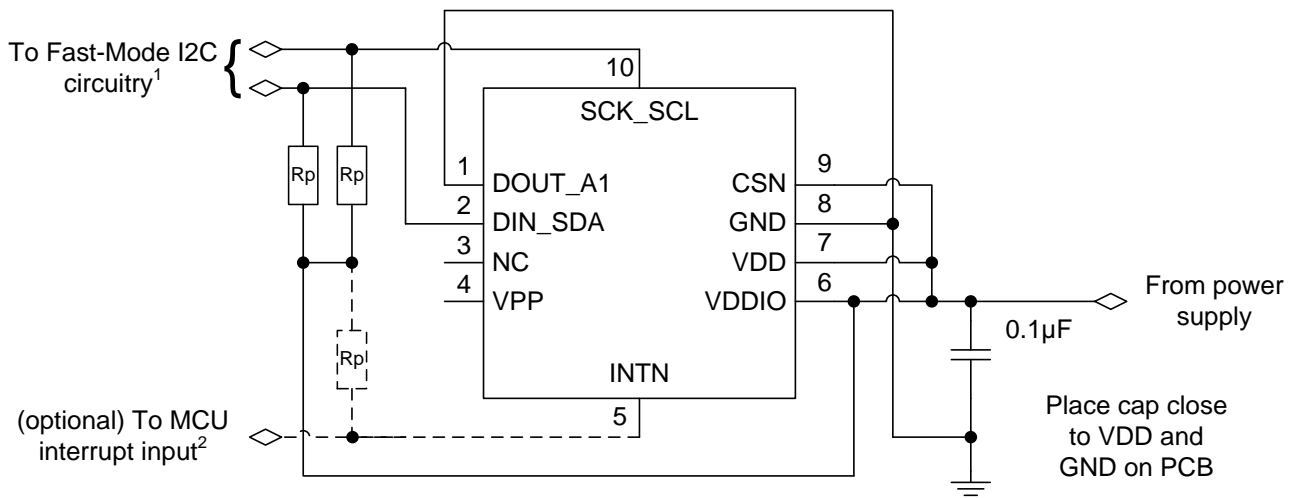 To Fast-Mode I2C
circuitry1
{
10
SCK_SCL
Rp
Rp
1
DOUT_A1
CSN
9
2
DIN_SDA
GND
8
3
NC
VDD
7
4
VPP
VDDIO
6
From power
supply
0.1µF
Rp
INTN
5
(optional) To MCU
interrupt input2
Place cap close
to VDD and
GND on PCB